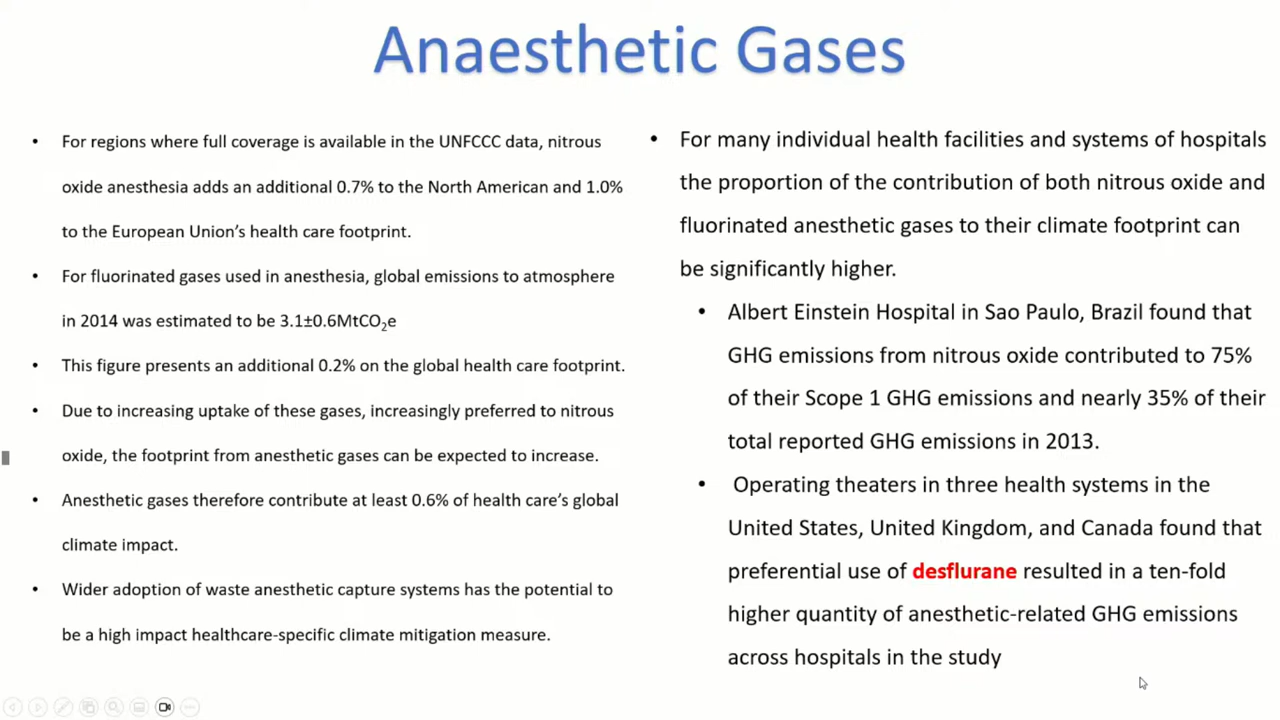 Anaesthetic Gases
• For regions where full coverage is available in the UNFCCC data, nitrous
oxide anesthesia adds an additional 0.7% to the North American and 1.0%
to the European Union's health care footprint.
• For fluorinated gases used in anesthesia, global emissions to atmosphere
in 2014 was estimated to be 3.1±0.6MtCO₂e
• This figure presents an additional 0.2% on the global health care footprint.
• Due to increasing uptake of these gases, increasingly preferred to nitrous
oxide, the footprint from anesthetic gases can be expected to increase.
• Anesthetic gases therefore contribute at least 0.6% of health care's global
climate impact.
• Wider adoption of waste anesthetic capture systems has the potential to
be a high impact healthcare-specific climate mitigation measure.
• For many individual health facilities and systems of hospitals
the proportion of the contribution of both nitrous oxide and
fluorinated anesthetic gases to their climate footprint can
be significantly higher.
• Albert Einstein Hospital in Sao Paulo, Brazil found that
GHG emissions from nitrous oxide contributed to 75%
of their Scope 1 GHG emissions and nearly 35% of their
total reported GHG emissions in 2013.
• Operating theaters in three health systems in the
United States, United Kingdom, and Canada found that
preferential use of desflurane resulted in a ten-fold
higher quantity of anesthetic-related GHG emissions
across hospitals in the study